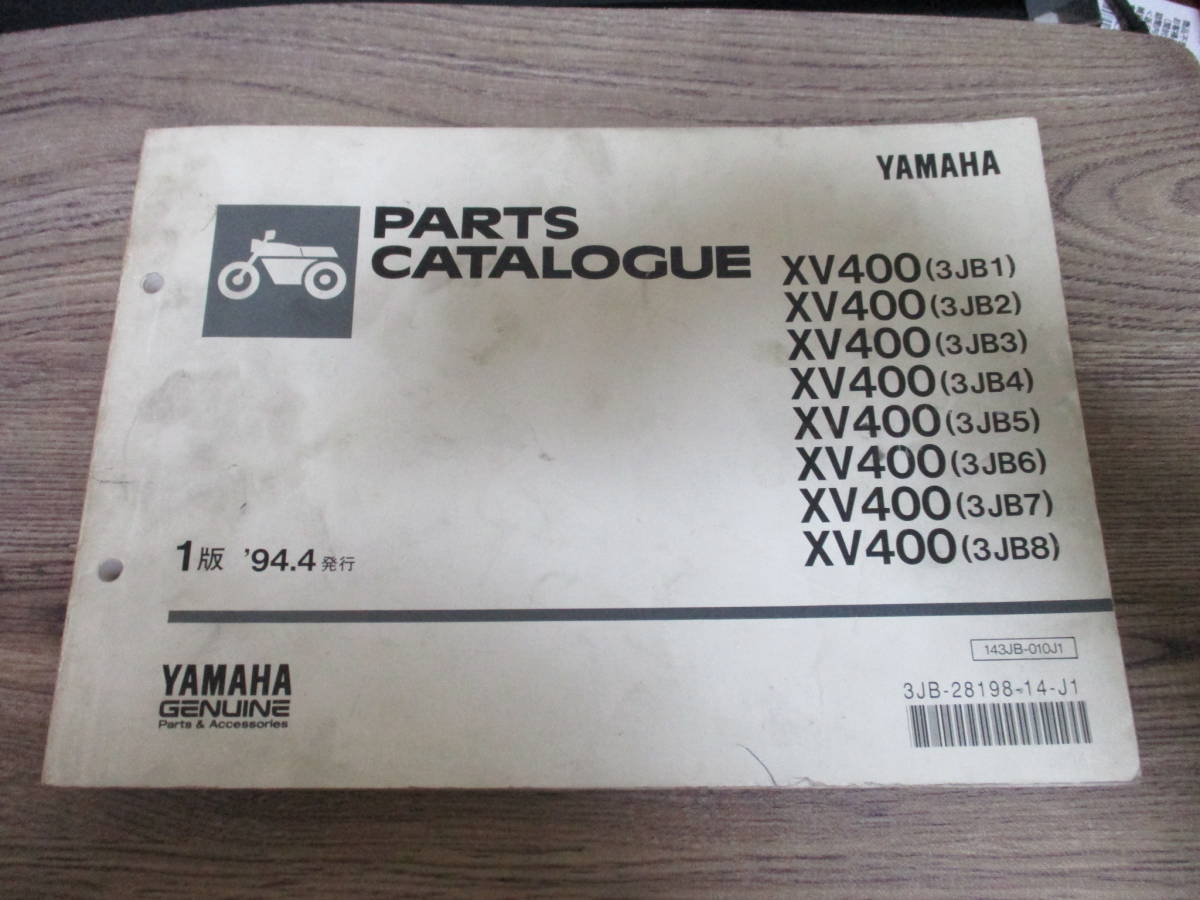 YAMAHA
PARTS
CATALOGUE
XV400 (3JB1)
XV400 (3JB2)
XV400 (3JB3)
XV400 (3JB4)
XV400 (3JB5)
XV400 (3JB6)
XV400 (3JB7)
XV400 (3JB8)
1版 '94.4 発行
143JB-010J1
3JB-28198-14-J1
YAMAHA
GENUINE
Parts & Accessories